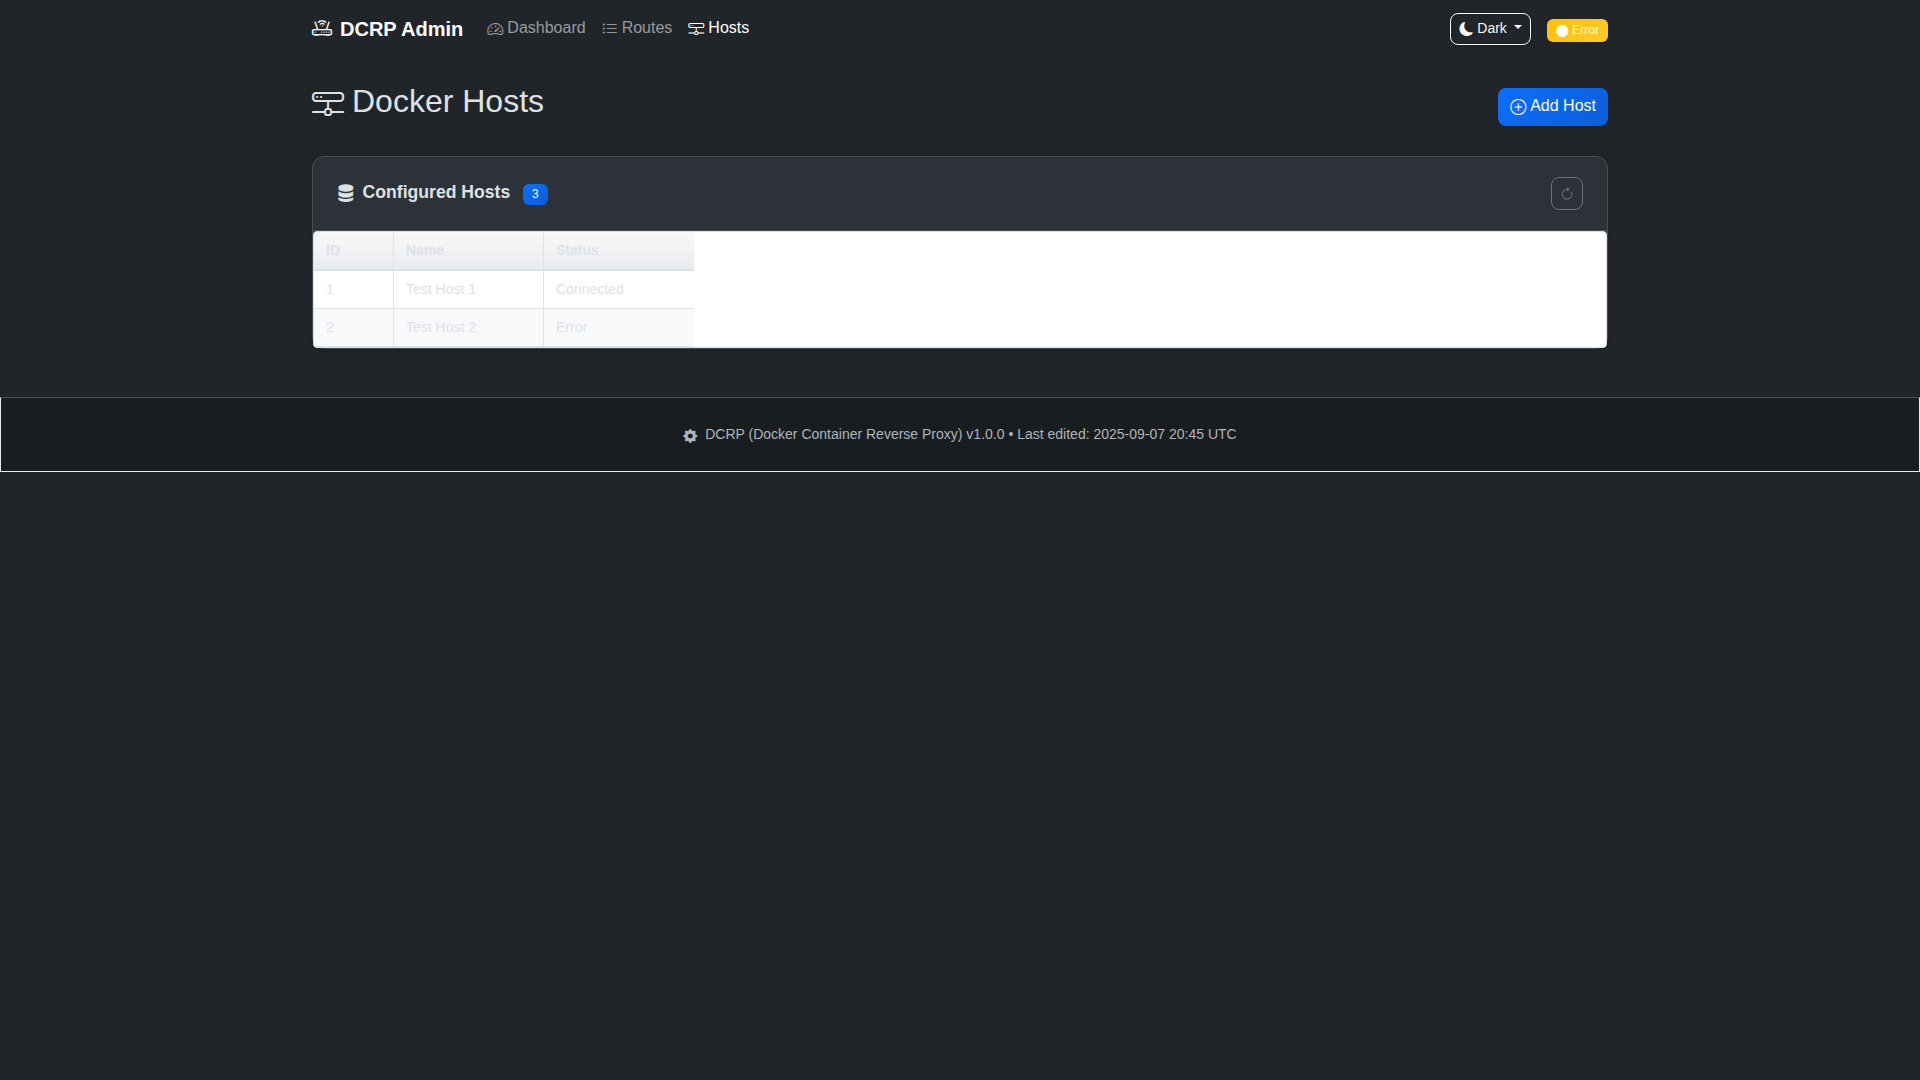 DCRP Admin Dashboard Routes Hosts Dark Error
Docker Hosts Add Host
Configured Hosts 3
ID Name Status
1 Test Host 1 Connected
2 Test Host 2 Error
DCRP (Docker Container Reverse Proxy) v1.0.0 • Last edited: 2025-09-07 20:45 UTC